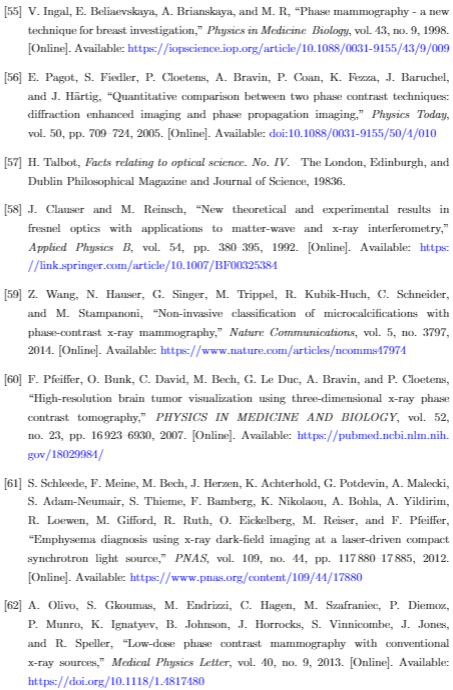 [55] V. Ingal, E. Beliaevskaya, A. Brianskaya, and M. R, “Phase mammography - a new
technique for breast investigation,” Physics in Medicine Biology, vol. 43, no. 9, 1998.
[Online]. Available: https://iopscience.iop.org/article/10.1088/0031-9155/43/9/009
[56] E. Pagot, S. Fiedler, P. Cloetens, A. Bravin, P. Coan, K. Fezza, J. Baruchel,
and J. Härtig, “Quantitative comparison between two phase contrast techniques:
diffraction enhanced imaging and phase propagation imaging,” Physics Today,
vol. 50, pp. 709–724, 2005. [Online]. Available: doi:10.1088/0031-9155/50/4/010
[57] H. Talbot, Facts relating to optical science. No. IV. The London, Edinburgh, and
Dublin Philosophical Magazine and Journal of Science, 19836.
[58] J. Clauser and M. Reinsch, “New theoretical and experimental results in
fresnel optics with applications to matter-wave and x-ray interferometry,”
Applied Physics B, vol. 54, pp. 380–395, 1992. [Online]. Available: https:
//link.springer.com/article/10.1007/BF00325384
[59] Z. Wang, N. Hauser, G. Singer, M. Trippel, R. Kubik-Huch, C. Schneider,
and M. Stampanoni, “Non-invasive classification of microcalcifications with
phase-contrast x-ray mammography,” Nature Communications, vol. 5, no. 3797,
2014. [Online]. Available: https://www.nature.com/articles/ncomms47974
[60] F. Pfeiffer, O. Bunk, C. David, M. Bech, G. Le Duc, A. Bravin, and P. Cloetens,
“High-resolution brain tumor visualization using three-dimensional x-ray phase
contrast tomography,” PHYSICS IN MEDICINE AND BIOLOGY, vol. 52,
no. 23, pp. 16 923–6930, 2007. [Online]. Available: https://pubmed.ncbi.nlm.nih.
gov/18029984/
[61] S. Schleede, F. Meine, M. Bech, J. Herzen, K. Achterhold, G. Potdevin, A. Malecki,
S. Adam-Neumair, S. Thieme, F. Bamberg, K. Nikolaou, A. Bohla, A. Yildirim,
R. Loewen, M. Gifford, R. Ruth, O. Eickelberg, M. Reiser, and F. Pfeiffer,
“Emphysema diagnosis using x-ray dark-field imaging at a laser-driven compact
synchrotron light source,” PNAS, vol. 109, no. 44, pp. 117 880–17 885, 2012.
[Online]. Available: https://www.pnas.org/content/109/44/17880
[62] A. Olivo, S. Gkoumas, M. Endrizzi, C. Hagen, M. Szafraniec, P. Diemoz,
P. Munro, K. Ignatyev, B. Johnson, J. Horrocks, S. Vinnicombe, J. Jones,
and R. Speller, “Low-dose phase contrast mammography with conventional
x-ray sources,” Medical Physics Letter, vol. 40, no. 9, 2013. [Online]. Available:
https://doi.org/10.1118/1.4817480